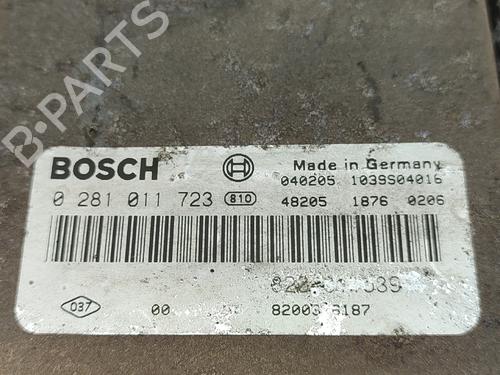 B-PARTS
BOSCH
Made in Germany
040205 1039S04016
0 281 011 723 810
48205 1876 0206
037 00